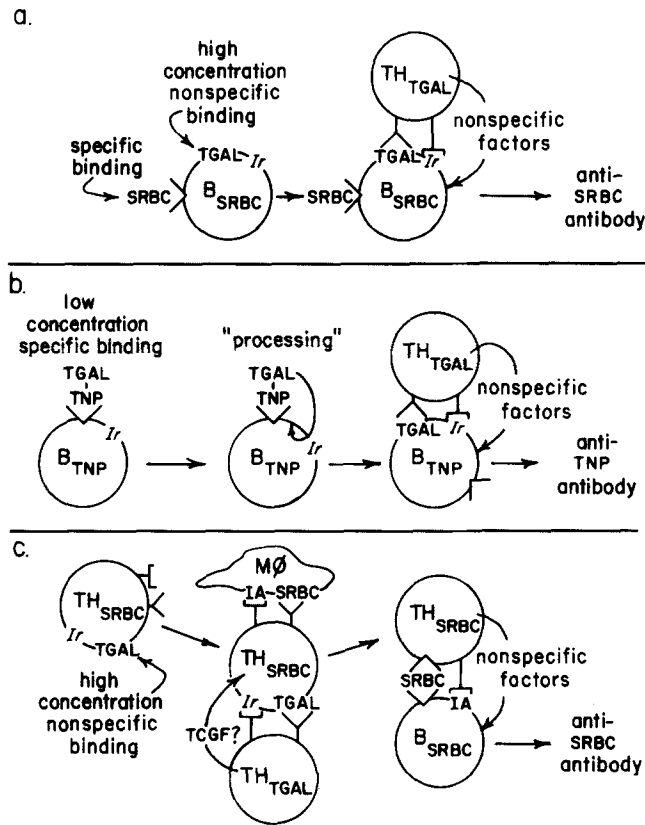 a.
high
concentration
nonspecific
binding
specific
binding
SRBC
TGAL-Ir
B SRBC
SRBC
TH TGAL
TGAL Ir
B SRBC
nonspecific
factors
anti-
SRBC
antibody
b.
low
concentration
specific binding
TGAL
TNP
Ir
B TNP
"processing"
TGAL
TNP
Ir
B TNP
TH TGAL
TGAL Ir
B TNP
nonspecific
factors
anti-
TNP
antibody
c.
TH SRBC
Ir
TGAL
high
concentration
nonspecific
binding
MØ
IA-SRBC
TH SRBC
Ir TGAL
TCGF?
TH TGAL
TH SRBC
SRBC
IA
B SRBC
nonspecific
factors
anti-
SRBC
antibody